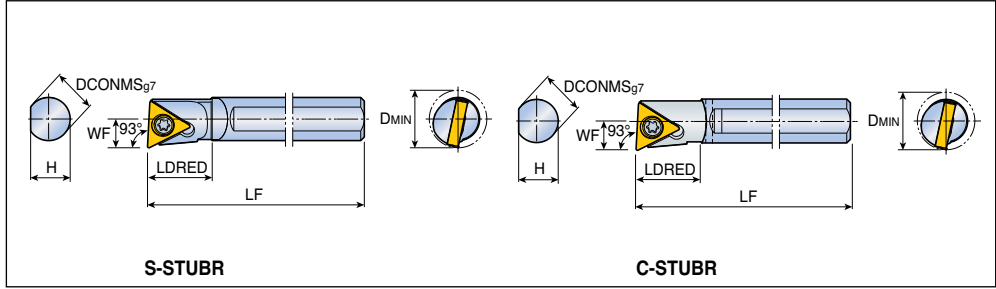 DCONMSg7
WF
93°
H
LDRED
LF
DMIN
S-STUBR
DCONMSg7
WF
93°
H
LDRED
LF
DMIN
C-STUBR